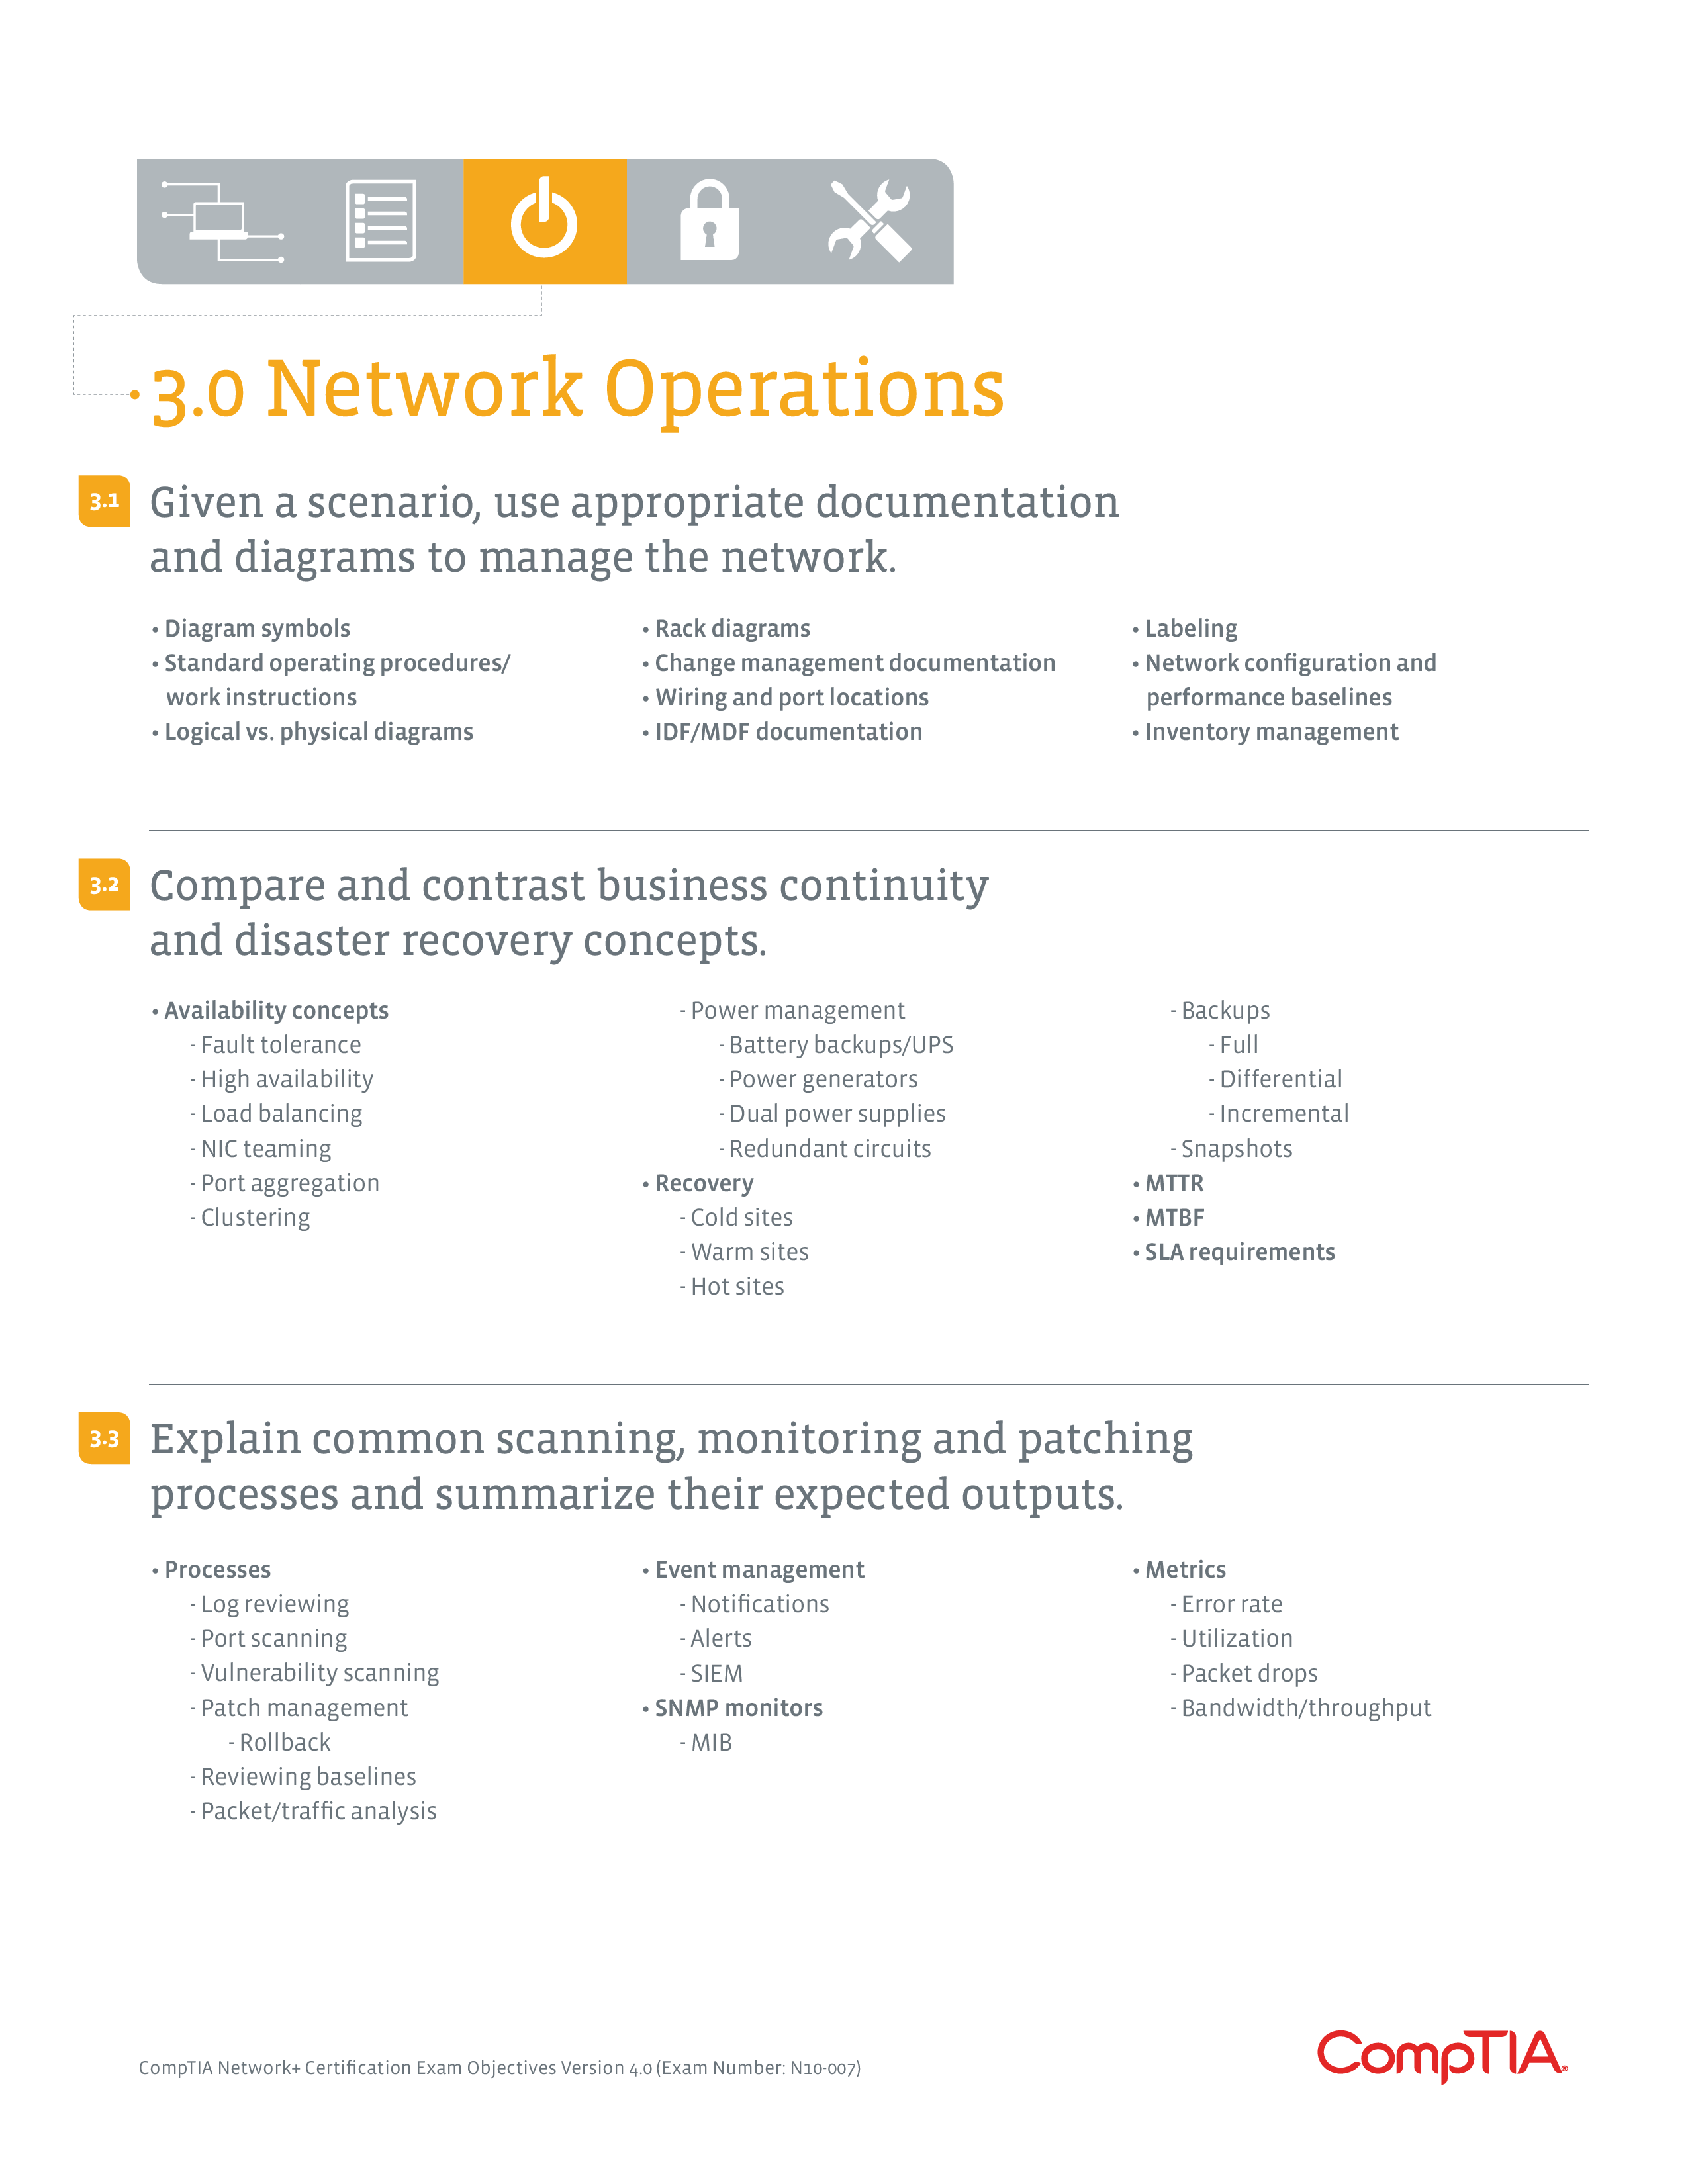 3.0 Network Operations
3.1
Given a scenario, use appropriate documentation
and diagrams to manage the network.
• Diagram symbols
• Standard operating procedures/
work instructions
• Logical vs. physical diagrams
• Rack diagrams
• Change management documentation
• Wiring and port locations
• IDF/MDF documentation
• Labeling
• Network configuration and
performance baselines
• Inventory management
3.2
Compare and contrast business continuity
and disaster recovery concepts.
• Availability concepts
- Fault tolerance
- High availability
- Load balancing
- NIC teaming
- Port aggregation
- Clustering
- Power management
- Battery backups/UPS
- Power generators
- Dual power supplies
- Redundant circuits
• Recovery
- Cold sites
- Warm sites
- Hot sites
- Backups
- Full
- Differential
- Incremental
- Snapshots
• MTTR
• MTBF
• SLA requirements
3.3
Explain common scanning, monitoring and patching
processes and summarize their expected outputs.
• Processes
- Log reviewing
- Port scanning
- Vulnerability scanning
- Patch management
- Rollback
- Reviewing baselines
- Packet/traffic analysis
• Event management
- Notifications
- Alerts
- SIEM
• SNMP monitors
- MIB
• Metrics
- Error rate
- Utilization
- Packet drops
- Bandwidth/throughput
CompTIA Network+ Certification Exam Objectives Version 4.0 (Exam Number: N10-007)
CompTIA®